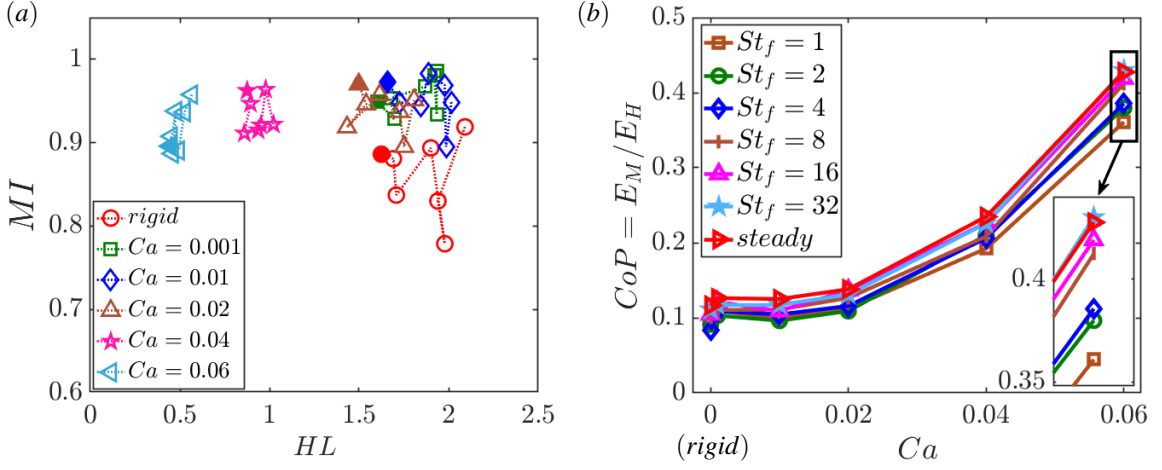 (a)
MI
1
0.9
0.8
0.7
0.6
0
0.5
1
1.5
2
2.5
HL
rigid
Ca = 0.001
Ca = 0.01
Ca = 0.02
Ca = 0.04
Ca = 0.06
(b)
CoP = E_M/E_H
0.5
0.4
0.3
0.2
0.1
0
0
0.02
0.04
0.06
(rigid)
Ca
St_f = 1
St_f = 2
St_f = 4
St_f = 8
St_f = 16
St_f = 32
steady
0.4
0.35